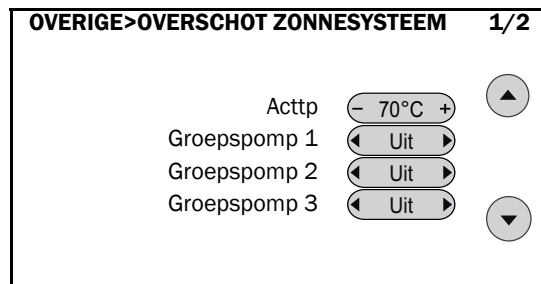 OVERIGE>OVERSCHOT ZONNESYSTEEM 1/2
Acttp - 70°C +
Groepspomp 1 Uit
Groepspomp 2 Uit
Groepspomp 3 Uit